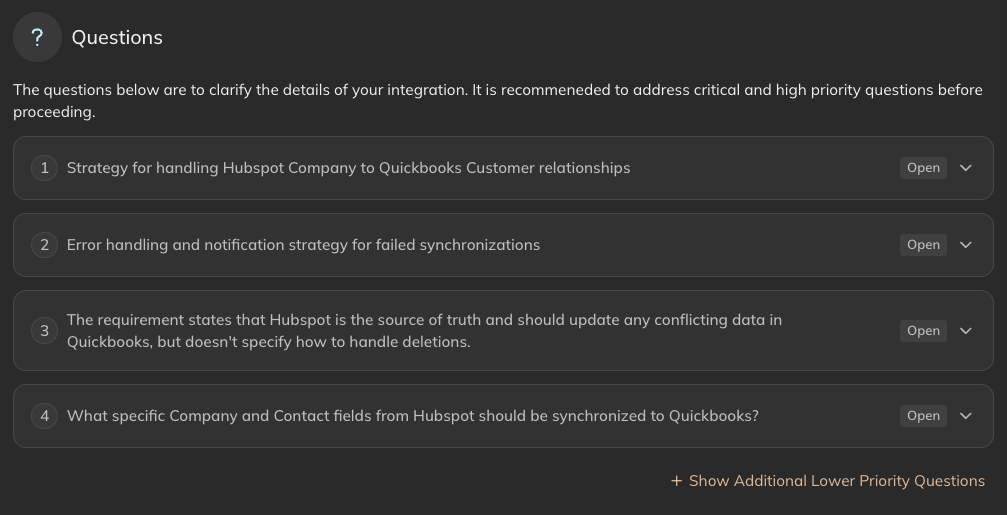 ?
Questions
The questions below are to clarify the details of your integration. It is recommeneded to address critical and high priority questions before
proceeding.
1 Strategy for handling Hubspot Company to Quickbooks Customer relationships Open
2 Error handling and notification strategy for failed synchronizations Open
3 The requirement states that Hubspot is the source of truth and should update any conflicting data in
Quickbooks, but doesn't specify how to handle deletions. Open
4 What specific Company and Contact fields from Hubspot should be synchronized to Quickbooks? Open
+ Show Additional Lower Priority Questions